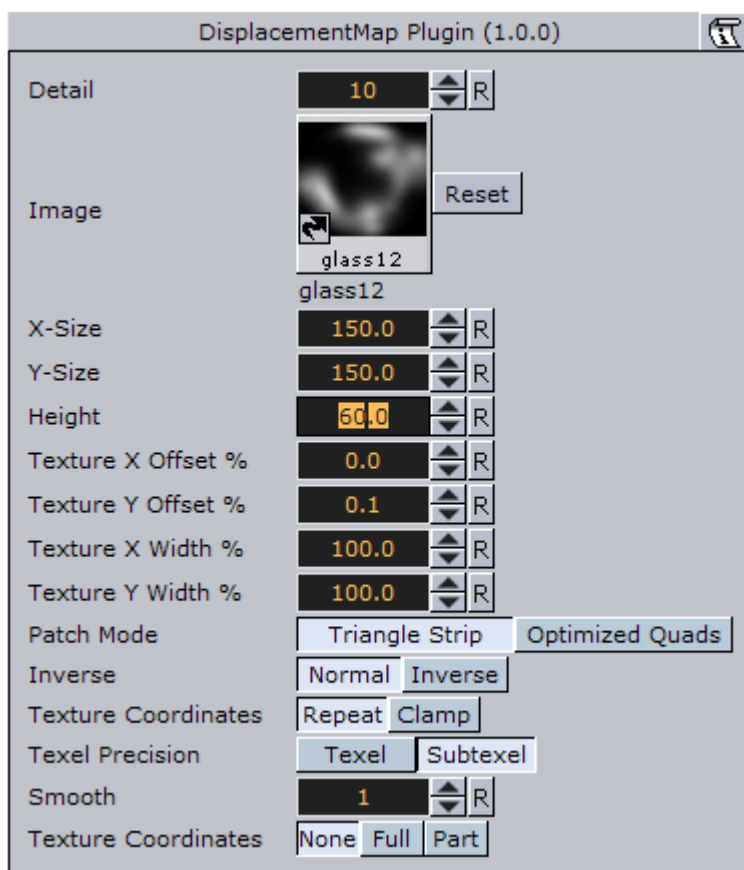 DisplacementMap Plugin (1.0.0)
Detail 10 R
Image Reset
glass12
glass12
X-Size 150.0 R
Y-Size 150.0 R
Height 60.0 R
Texture X Offset % 0.0 R
Texture Y Offset % 0.1 R
Texture X Width % 100.0 R
Texture Y Width % 100.0 R
Patch Mode Triangle Strip Optimized Quads
Inverse Normal Inverse
Texture Coordinates Repeat Clamp
Texel Precision Texel Subtexel
Smooth 1 R
Texture Coordinates None Full Part